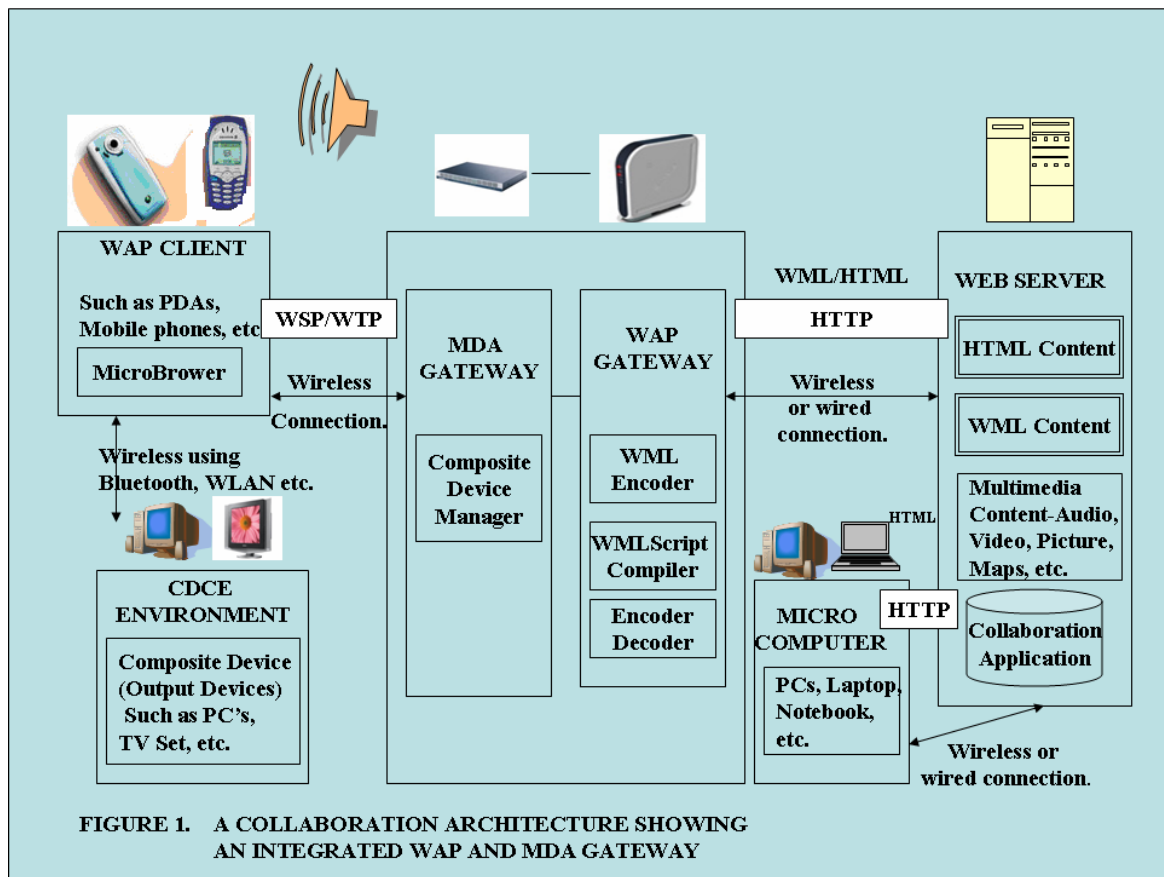 WAP CLIENT
Such as PDAs,
Mobile phones, etc
MicroBrower
WSP/WTP
Wireless
Connection.
Wireless using
Bluetooth, WLAN etc.
CDCE
ENVIRONMENT
Composite Device
(Output Devices)
Such as PC's,
TV Set, etc.
MDA
GATEWAY
Composite
Device
Manager
WAP
GATEWAY
WML
Encoder
WMLScript
Compiler
Encoder
Decoder
WML/HTML
HTTP
Wireless
or wired
connection.
WEB SERVER
HTML Content
WML Content
Multimedia
Content-Audio,
Video, Picture,
Maps, etc.
Collaboration
Application
HTML
HTTP
MICRO
COMPUTER
PCs, Laptop,
Notebook,
etc.
Wireless or
wired connection.
FIGURE 1. A COLLABORATION ARCHITECTURE SHOWING
AN INTEGRATED WAP AND MDA GATEWAY